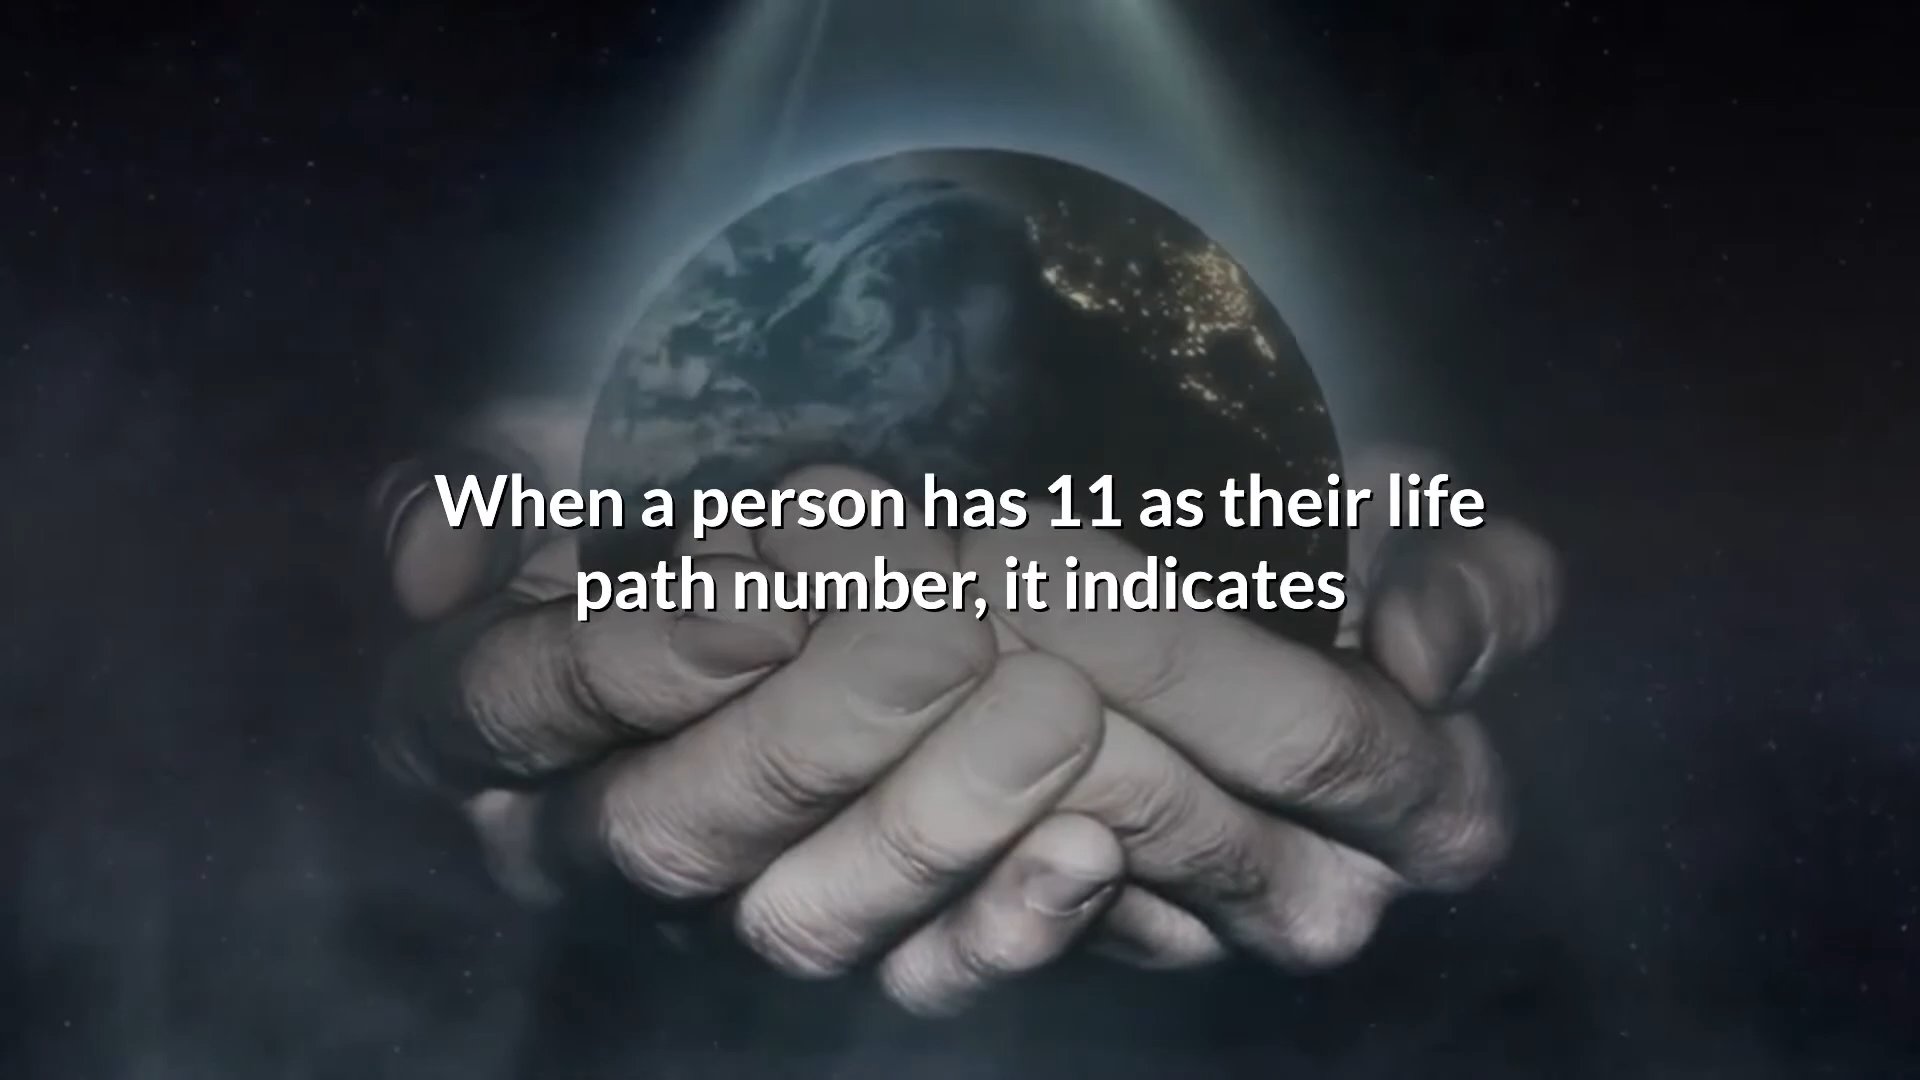 When a person has 11 as their life
path number, it indicates